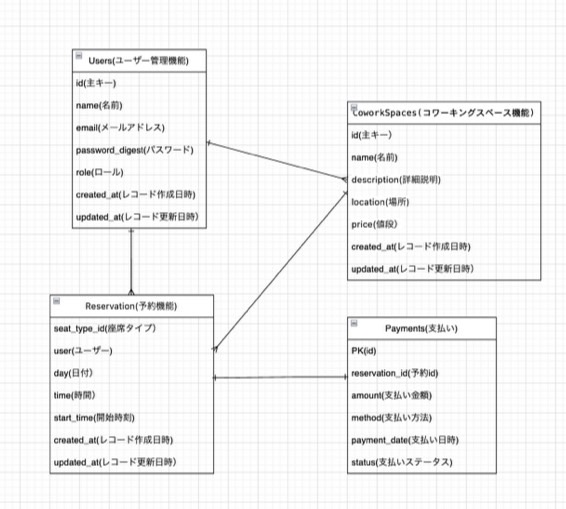 Users(ユーザー管理機能)
id(主キー)
name(名前)
email(メールアドレス)
password_digest(パスワード)
role(ロール)
created_at(レコード作成日時)
updated_at(レコード更新日時)
CoworkSpaces(コワーキングスペース機能)
id(主キー)
name(名前)
description(詳細説明)
location(場所)
price(値段)
created_at(レコード作成日時)
updated_at(レコード更新日時)
Reservation(予約機能)
seat_type_id(座席タイプ)
user(ユーザー)
day(日付)
time(時間)
start_time(開始時刻)
created_at(レコード作成日時)
updated_at(レコード更新日時)
Payments(支払い)
PK(id)
reservation_id(予約id)
amount(支払い金額)
method(支払い方法)
payment_date(支払い日時)
status(支払いステータス)